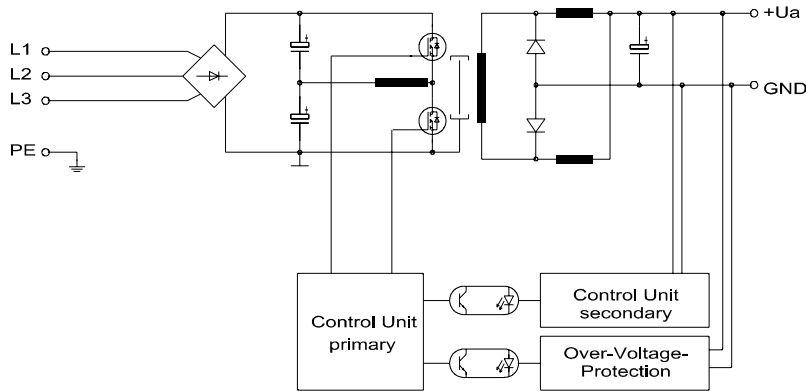 L1
L2
L3
PE
+Ua
GND
Control Unit
primary
Control Unit
secondary
Over-Voltage-
Protection